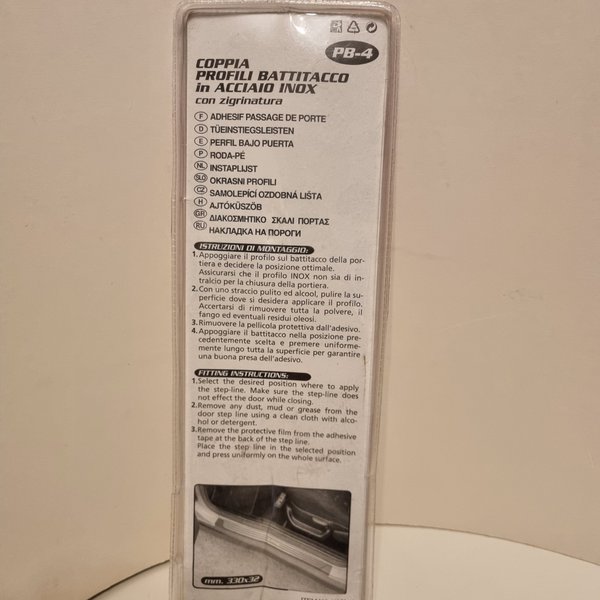 PB-4
COPPIA
PROFILI BATTITACCO
in ACCIAIO INOX
con zigrinatura
F ADHESIF PASSAGE DE PORTE
D TÜEINSTIEGSLEISTEN
E PERFIL BAJO PUERTA
P RODA-PÉ
NL INSTAPLIJST
SLO OKRASNI PROFILI
CZ SAMOLEPÍCÍ OZDOBNÁ LIŠTA
H AJTÓKÜSZÖB
GR ΔΙΑΚΟΣΜΗΤΙΚΟ ΣΚΑΛΙ ΠΟΡΤΑΣ
RU НАКЛАДКА НА ПОРОГИ
ISTRUZIONI DI MONTAGGIO:
1. Appoggiare il profilo sul battitacco della por-
tiera e decidere la posizione ottimale.
Assicurarsi che il profilo INOX non sia di in-
tralcio per la chiusura della portiera.
2. Con uno straccio pulito ed alcool, pulire la su-
perficie dove si desidera applicare il profilo.
Accertarsi di rimuovere tutta la polvere, il
fango ed eventuali residui oleosi.
3. Rimuovere la pellicola protettiva dall'adesivo.
4. Appoggiare il battitacco nella posizione pre-
cedentemente scelta e premere uniforme-
mente lungo tutta la superficie per garantire
una buona presa dell'adesivo.
FITTING INSTRUCTIONS:
1. Select the desired position where to apply
the step-line. Make sure the step-line does
not effect the door while closing.
2. Remove any dust, mud or grease from the
door step line using a clean cloth with alco-
hol or detergent.
3. Remove the protective film from the adhesive
tape at the back of the step line.
Place the step line in the selected position
and press uniformly on the whole surface.
mm. 330x32